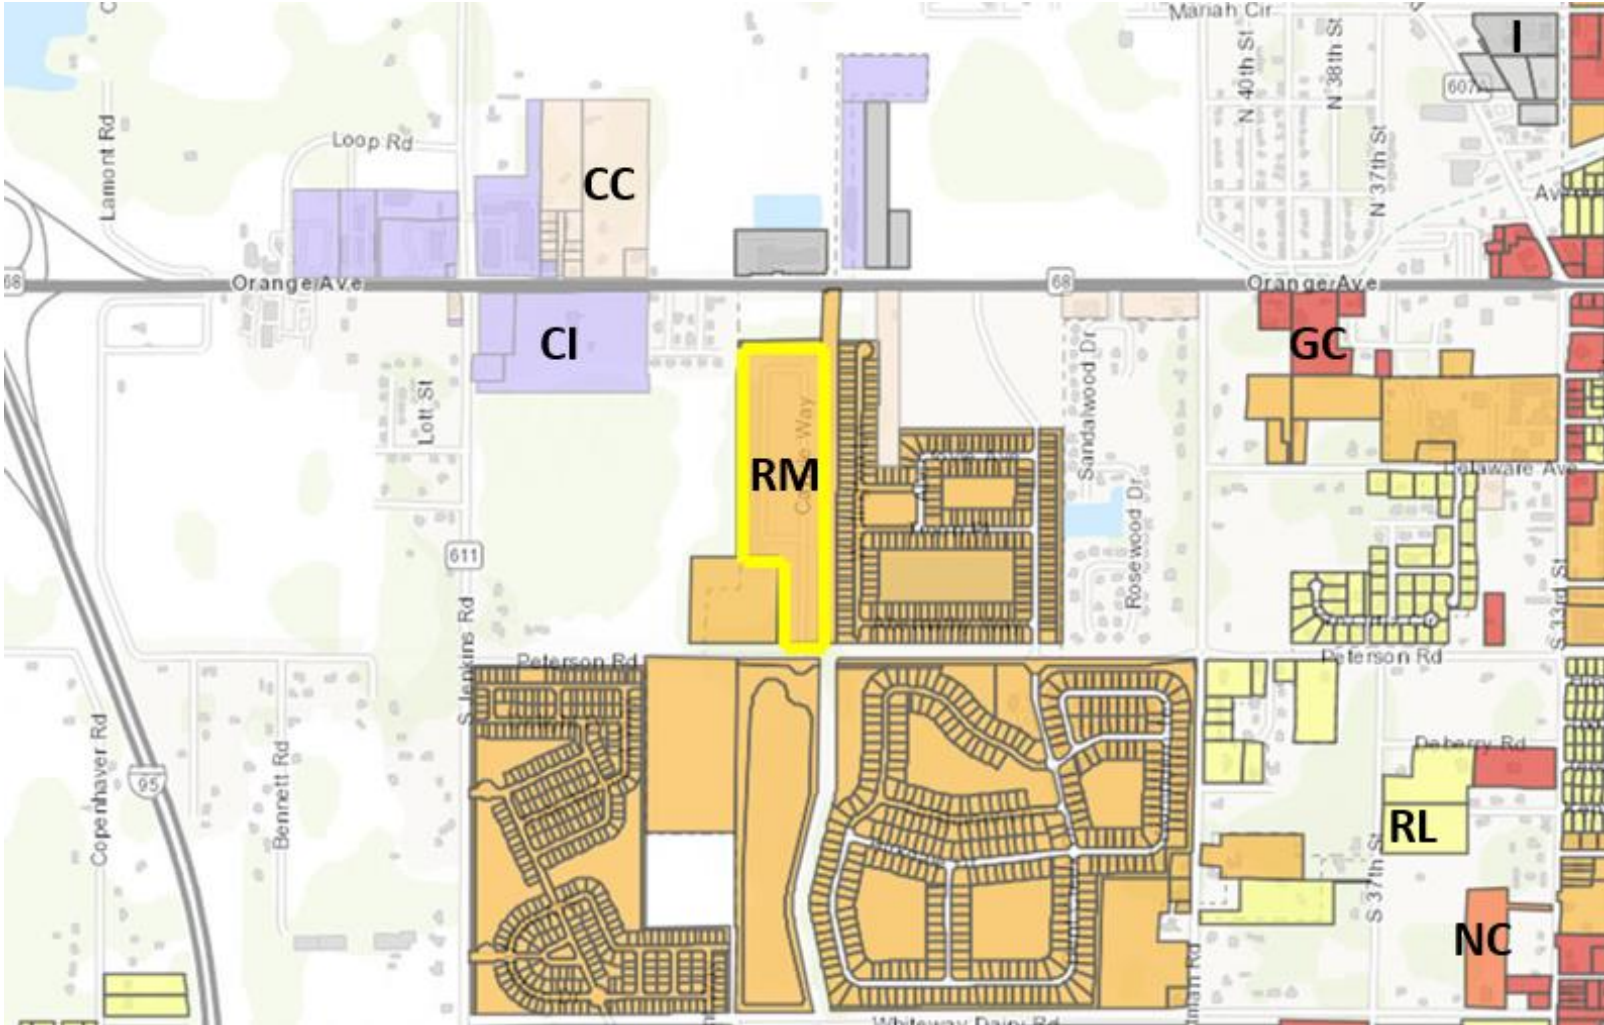 Mariah Cir
I
N 40th St
N 38th St
607
Lamont Rd
Loop Rd
CC
N 37th St
68
Orange Ave
68
Orange Ave
CI
GC
Sandalwood Dr
Lott St
RM
Delaware Ave
611
Rosewood Dr
S 33rd St
S Jenkins Rd
Peterson Rd
Peterson Rd
Copenhaver Rd
Bennett Rd
95
Deberry Rd
RL
S 37th St
NC
Whiteway Dairy Rd